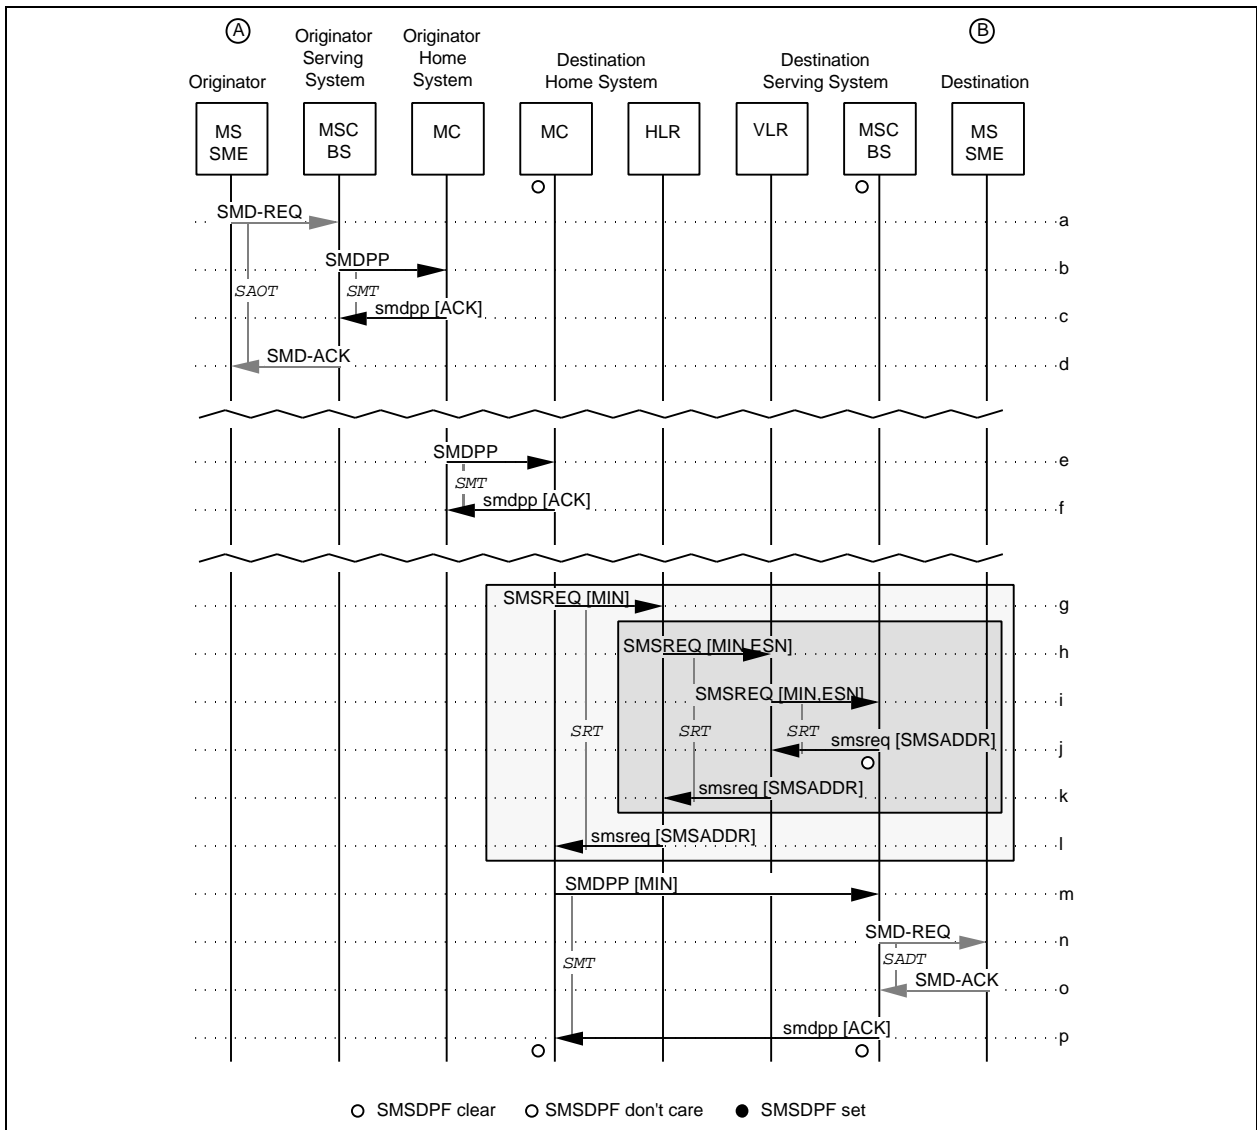 A
B
Originator
Serving
System
Originator
Home
System
Destination
Home System
Destination
Serving System
Originator
Destination
MS
SME
MSC
BS
MC
MC
HLR
VLR
MSC
BS
MS
SME
SMD-REQ
a
SMDPP
b
SAOT
SMT
smdpp [ACK]
c
SMD-ACK
d
SMDPP
e
SMT
smdpp [ACK]
f
SMSREQ [MIN]
g
SMSREQ [MIN,ESN]
h
SMSREQ [MIN,ESN]
i
SRT
SRT
SRT
smsreq [SMSADDR]
j
smsreq [SMSADDR]
k
smsreq [SMSADDR]
l
SMDPP [MIN]
m
SMD-REQ
n
SMT
SADT
SMD-ACK
o
smdpp [ACK]
p
SMSDPF clear
SMSDPF don't care
SMSDPF set